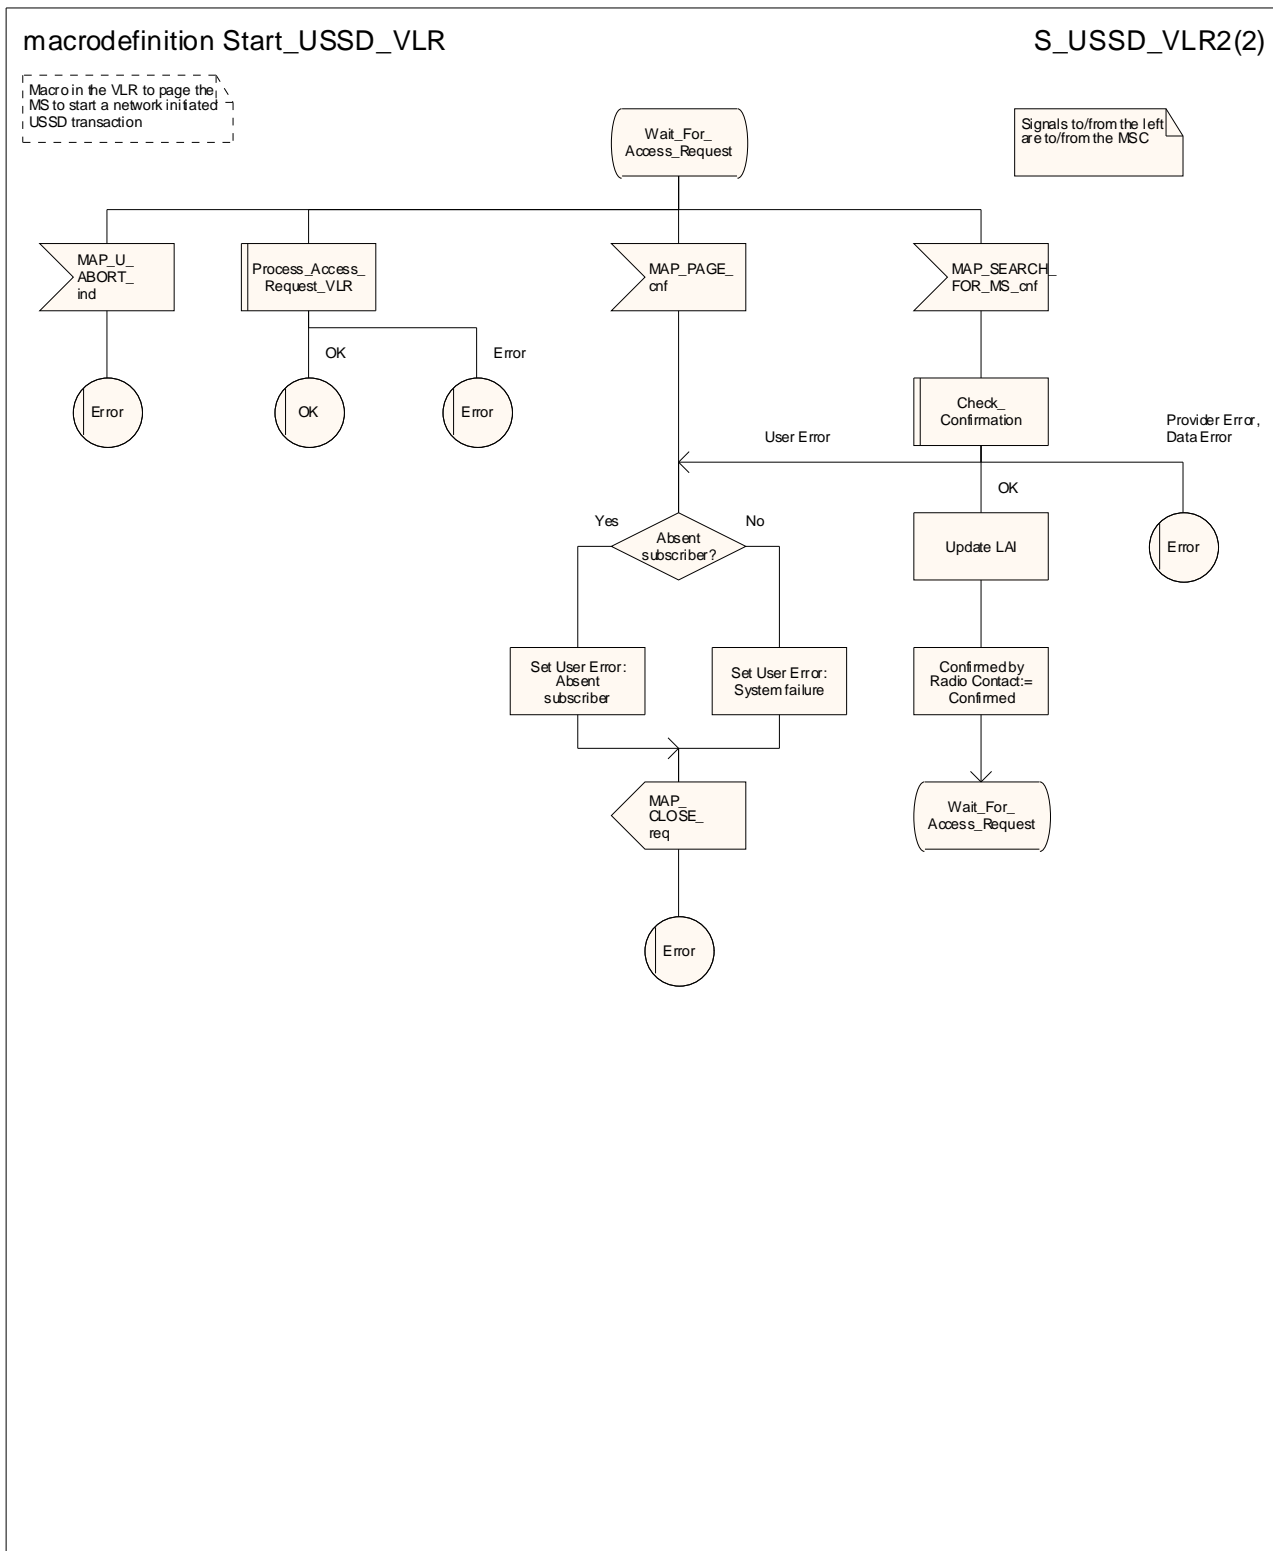 macrodefinition Start_USSD_VLR
S_USSD_VLR2(2)
Macro in the VLR to page the
MS to start a network initiated
USSD transaction
Wait_For_
Access_Request
Signals to/from the left
are to/from the MSC
MAP_U_
ABORT_
ind
Process_Access_
Request_VLR
MAP_PAGE_
cnf
MAP_SEARCH_
FOR_MS_cnf
OK
Error
Error
OK
Error
Check_
Confirmation
User Error
Provider Error,
Data Error
OK
Yes
No
Absent
subscriber?
Update LAI
Error
Set User Error:
Absent
subscriber
Set User Error:
System failure
Confirmed by
Radio Contact:=
Confirmed
MAP_
CLOSE_
req
Wait_For_
Access_Request
Error